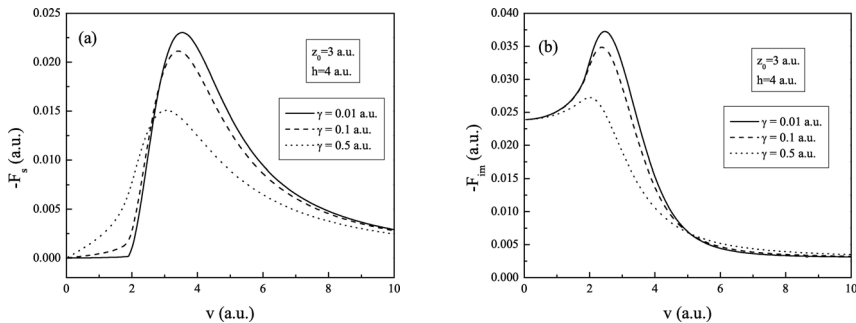 (a)
z₀=3 a.u.
h=4 a.u.
γ = 0.01 a.u.
γ = 0.1 a.u.
γ = 0.5 a.u.
-Fₛ (a.u.)
0.025
0.020
0.015
0.010
0.005
0.000
0 2 4 6 8 10
v (a.u.)
(b)
z₀=3 a.u.
h=4 a.u.
γ = 0.01 a.u.
γ = 0.1 a.u.
γ = 0.5 a.u.
-Fᵢₘ (a.u.)
0.040
0.035
0.030
0.025
0.020
0.015
0.010
0.005
0.000
0 2 4 6 8 10
v (a.u.)